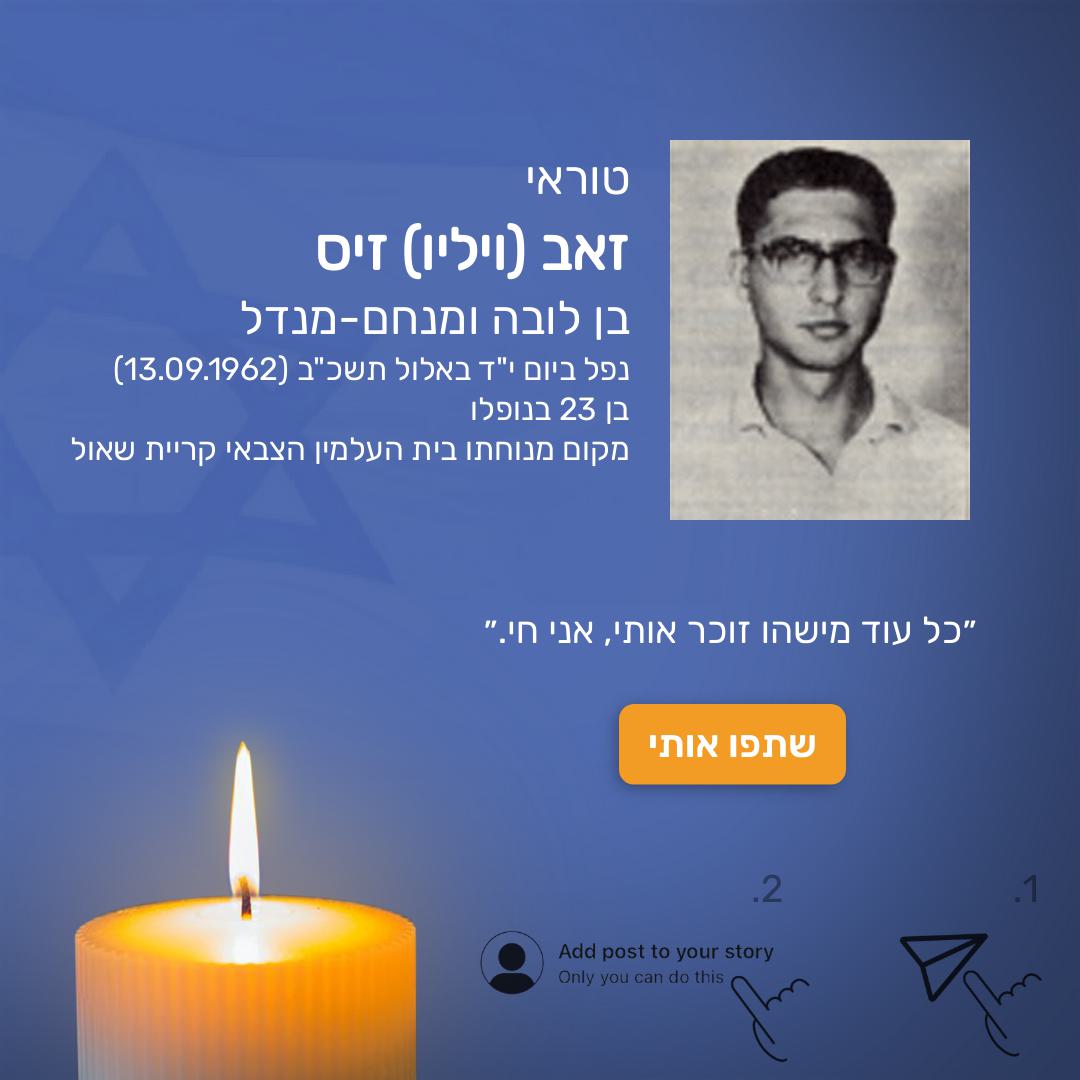 טוראי
זאב (ויליו) זיס
בן לובה ומנחם-מנדל
נפל ביום י"ד באלול תשכ"ב (13.09.1962)
בן 23 בנופלו
מקום מנוחתו בית העלמין הצבאי קריית שאול
״כל עוד מישהו זוכר אותי, אני חי.״
שתפו אותי
1.
2.
Add post to your story
Only you can do this